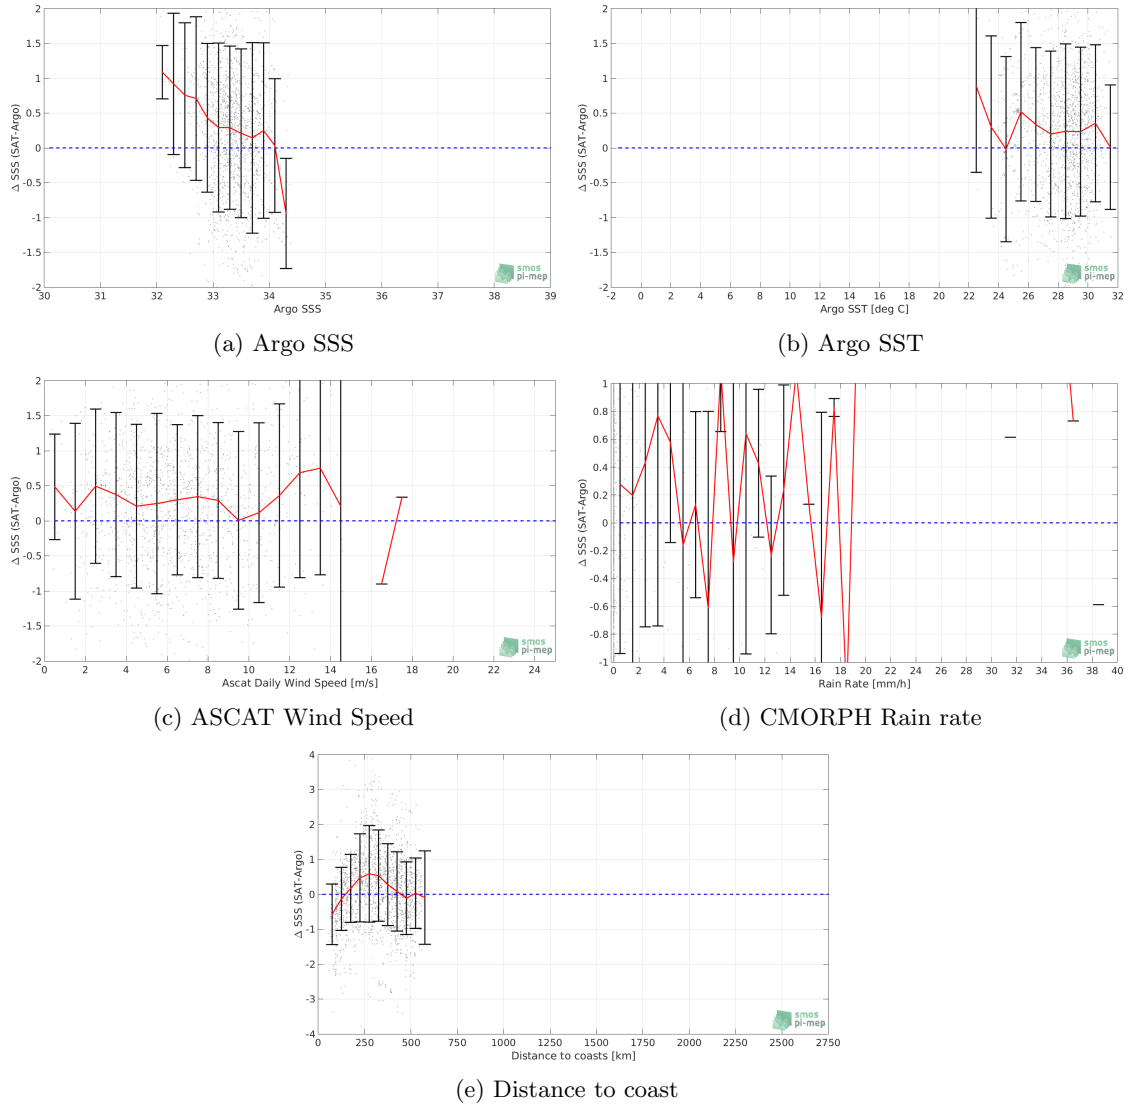 2
1.5
1
0.5
0
-0.5
-1
-1.5
-2
Δ SSS (SAT-Argo)
30 31 32 33 34 35 36 37 38 39
Argo SSS
smos
pi-mep
(a) Argo SSS
2
1.5
1
0.5
0
-0.5
-1
-1.5
-2
Δ SSS (SAT-Argo)
-2 0 2 4 6 8 10 12 14 16 18 20 22 24 26 28 30 32
Argo SST [deg C]
smos
pi-mep
(b) Argo SST
2
1.5
1
0.5
0
-0.5
-1
-1.5
-2
Δ SSS (SAT-Argo)
0 2 4 6 8 10 12 14 16 18 20 22 24
Ascat Daily Wind Speed [m/s]
smos
pi-mep
(c) ASCAT Wind Speed
1
0.8
0.6
0.4
0.2
0
-0.2
-0.4
-0.6
-0.8
-1
Δ SSS (SAT-Argo)
0 2 4 6 8 10 12 14 16 18 20 22 24 26 28 30 32 34 36 38 40
Rain Rate [mm/h]
smos
pi-mep
(d) CMORPH Rain rate
4
3
2
1
0
-1
-2
-3
-4
Δ SSS (SAT-Argo)
0 250 500 750 1000 1250 1500 1750 2000 2250 2500 2750
Distance to coasts [km]
smos
pi-mep
(e) Distance to coast